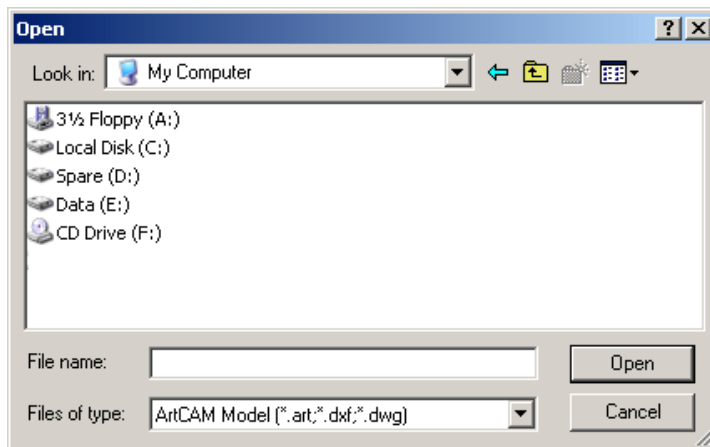 Open
Look in: My Computer
3½ Floppy (A:)
Local Disk (C:)
Spare (D:)
Data (E:)
CD Drive (F:)
File name: Open
Files of type: ArtCAM Model (*.art;*.dxf;*.dwg) Cancel